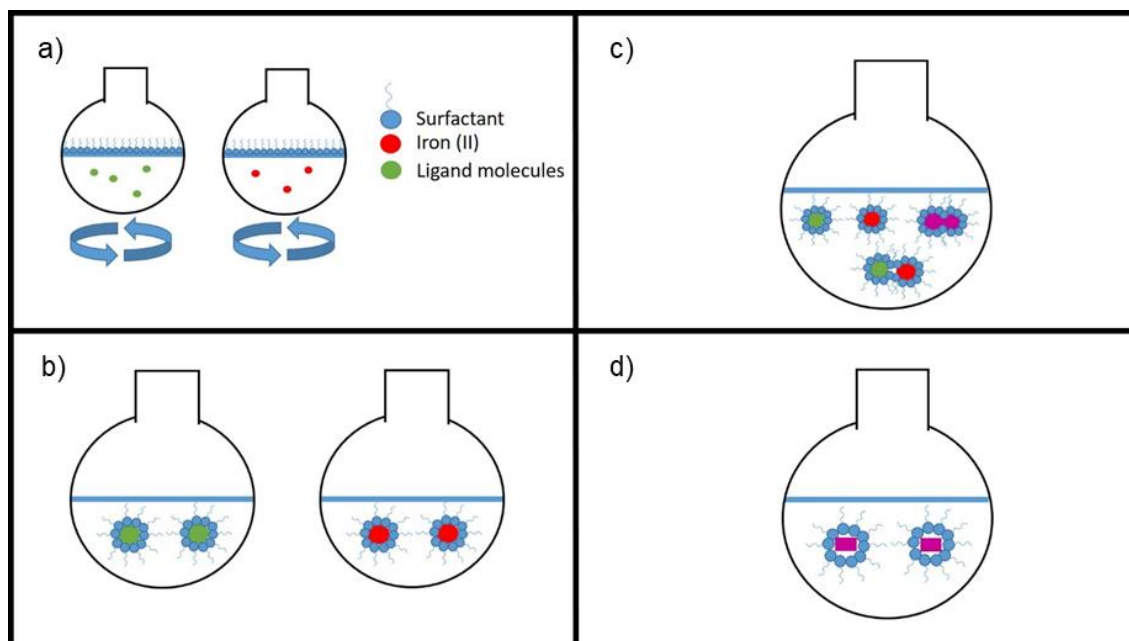 a)
Surfactant
Iron (II)
Ligand molecules
c)
b)
d)